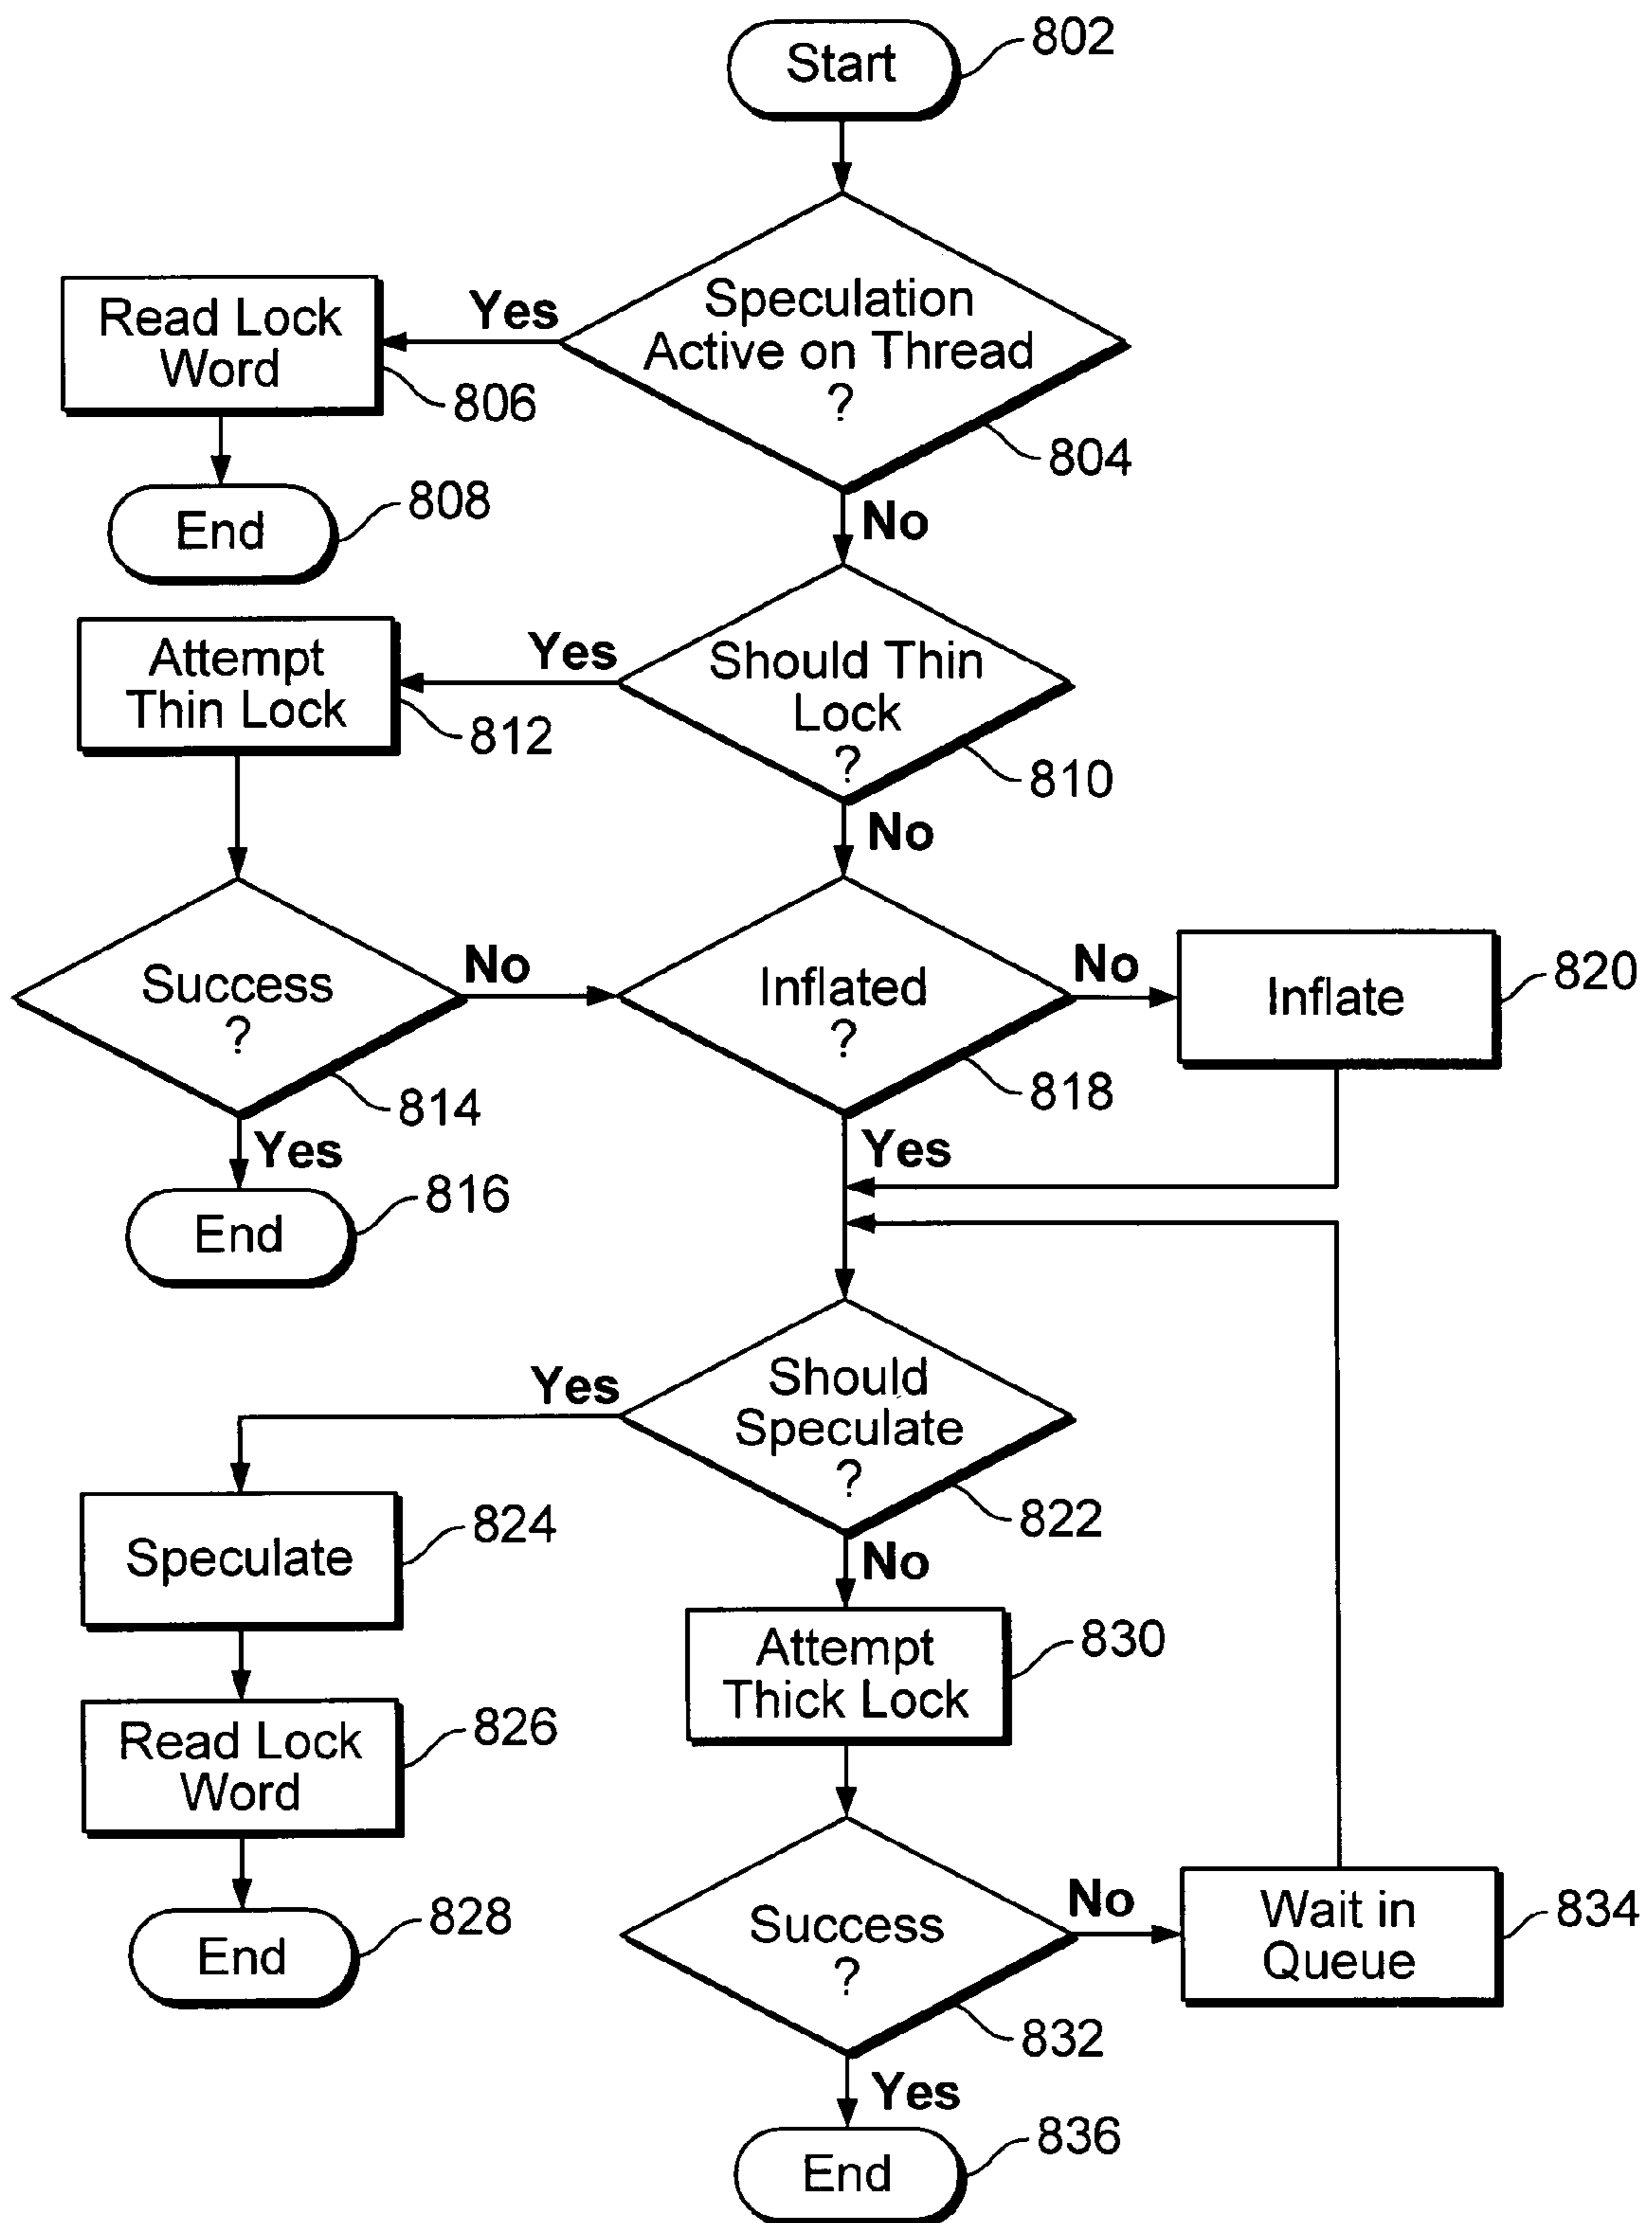 Start
802
Speculation
Active on Thread
?
804
Yes
Read Lock
Word
806
End
808
No
Should Thin
Lock
?
810
Yes
Attempt
Thin Lock
812
No
Success
?
814
No
Yes
End
816
Inflated
?
818
No
Inflate
820
Yes
Should
Speculate
?
822
Yes
Speculate
824
Read Lock
Word
826
End
828
No
Attempt
Thick Lock
830
Success
?
832
No
Wait in
Queue
834
Yes
End
836